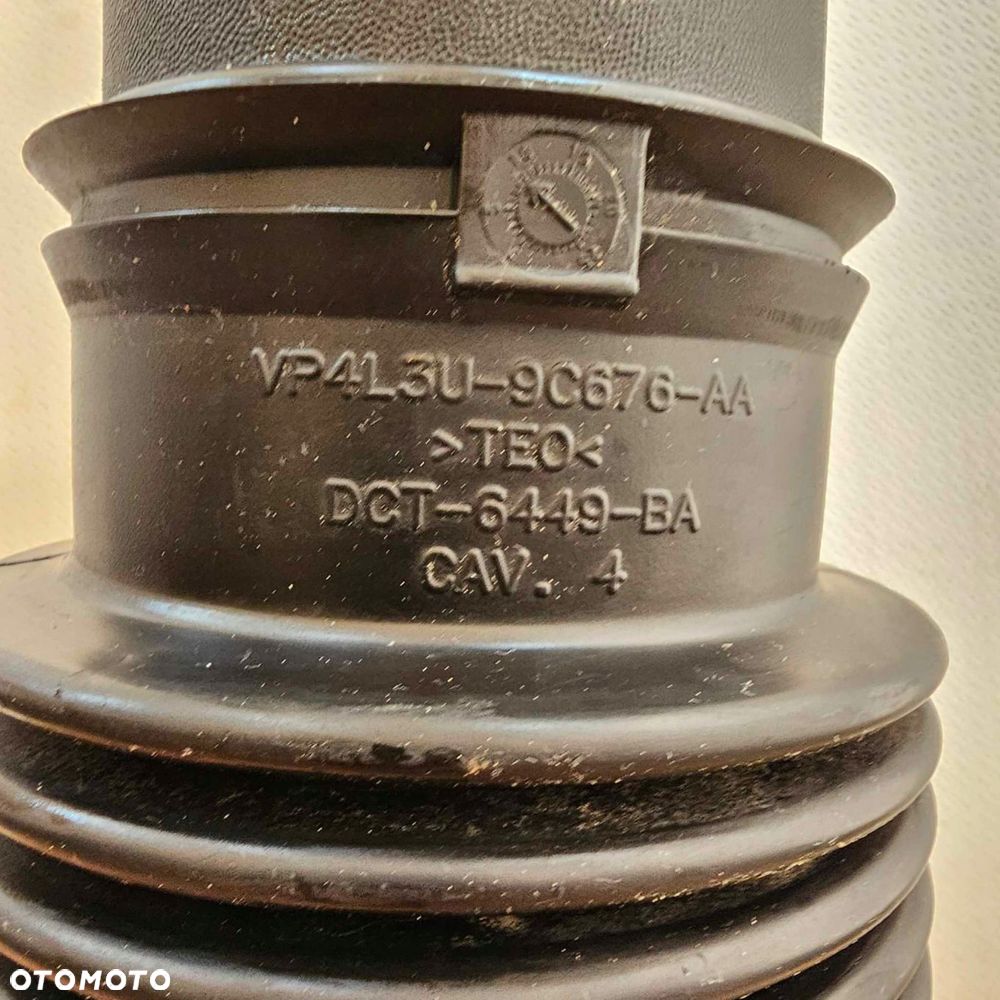 VP4L3U-9C676-AA
>TEO<
DCT-6449-BA
CAV. 4
OTOMOTO